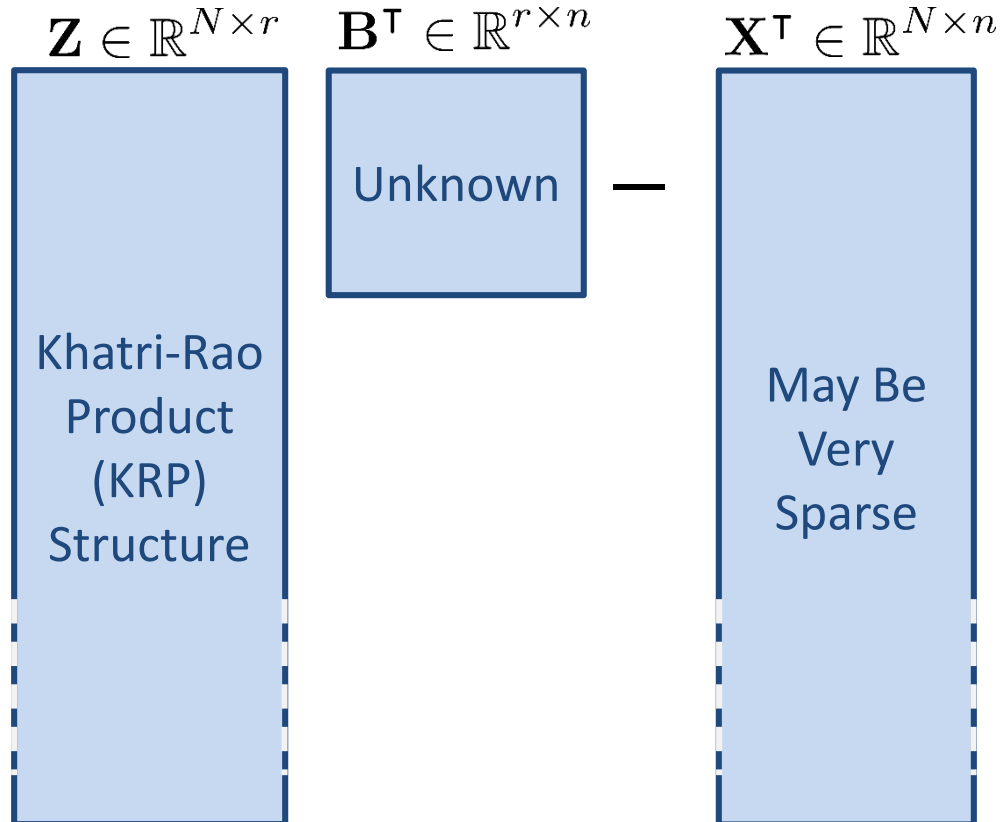 𝐙 ∈ ℝ^{N×r}
𝐁^⊺ ∈ ℝ^{r×n}
𝐗^⊺ ∈ ℝ^{N×n}
Unknown
—
Khatri-Rao
Product
(KRP)
Structure
May Be
Very
Sparse